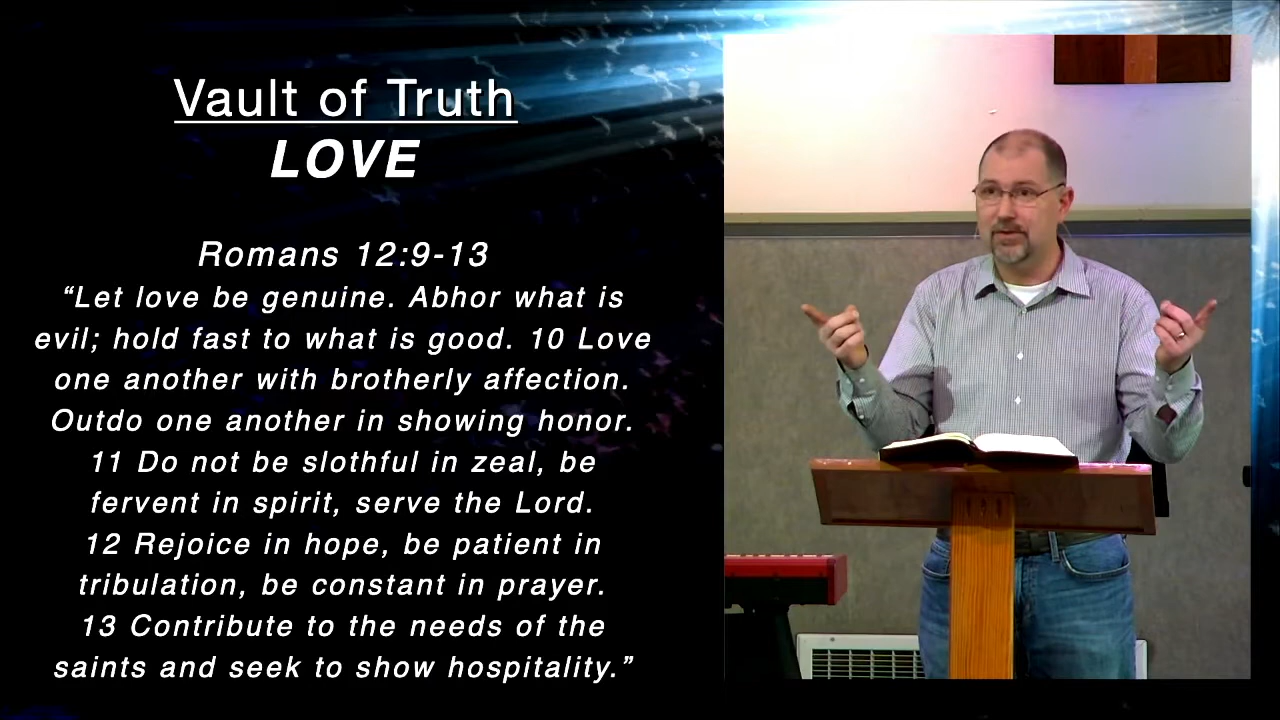 Vault of Truth
LOVE
Romans 12:9-13
“Let love be genuine. Abhor what is
evil; hold fast to what is good. 10 Love
one another with brotherly affection.
Outdo one another in showing honor.
11 Do not be slothful in zeal, be
fervent in spirit, serve the Lord.
12 Rejoice in hope, be patient in
tribulation, be constant in prayer.
13 Contribute to the needs of the
saints and seek to show hospitality.”